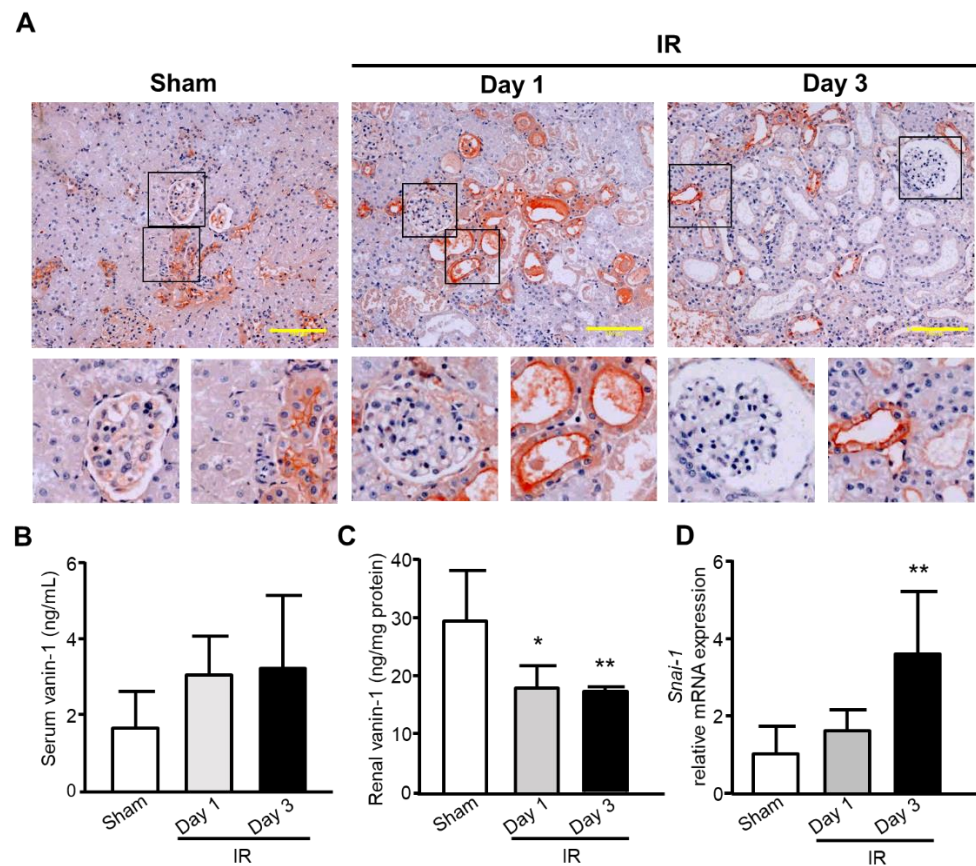 A
IR
Sham
Day 1
Day 3
B
Serum vanin-1 (ng/mL)
6
4
2
0
Sham
Day 1
Day 3
IR
C
Renal vanin-1 (ng/mg protein)
40
30
20
10
0
*
**
Sham
Day 1
Day 3
IR
D
Snai-1
relative mRNA expression
6
4
2
0
**
Sham
Day 1
Day 3
IR